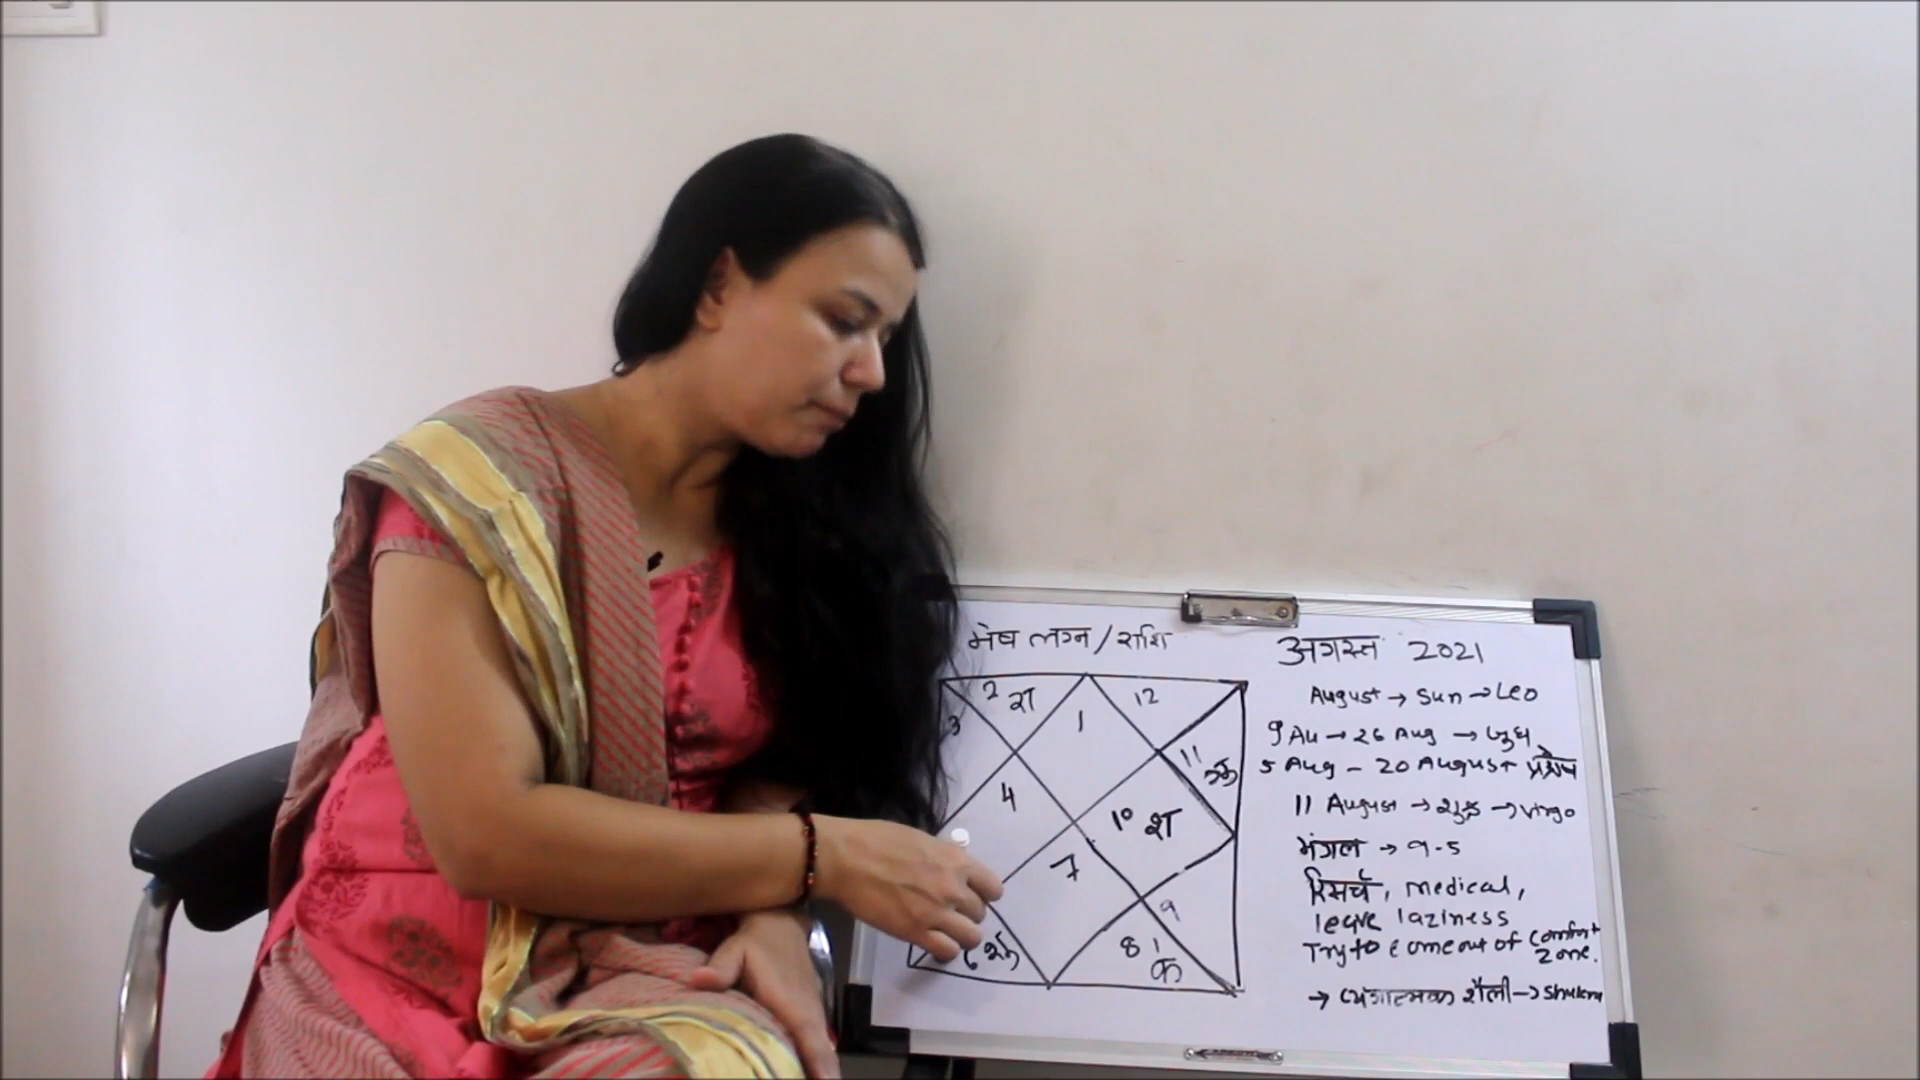 मेष लग्न / राशि
2 रा
12
3
1
11
4
10 श
7
9
8
के
अगस्त 2021
August → Sun → Leo
9 Au → 26 Aug → बुध
5 Aug - 20 August प्रवेश
11 August → शुक्र → Virgo
मंगल → 9-5
रिसर्च, medical,
leave laziness
Try to come out of comfort
zone.
→ व्यंगात्मक शैली → Shukra